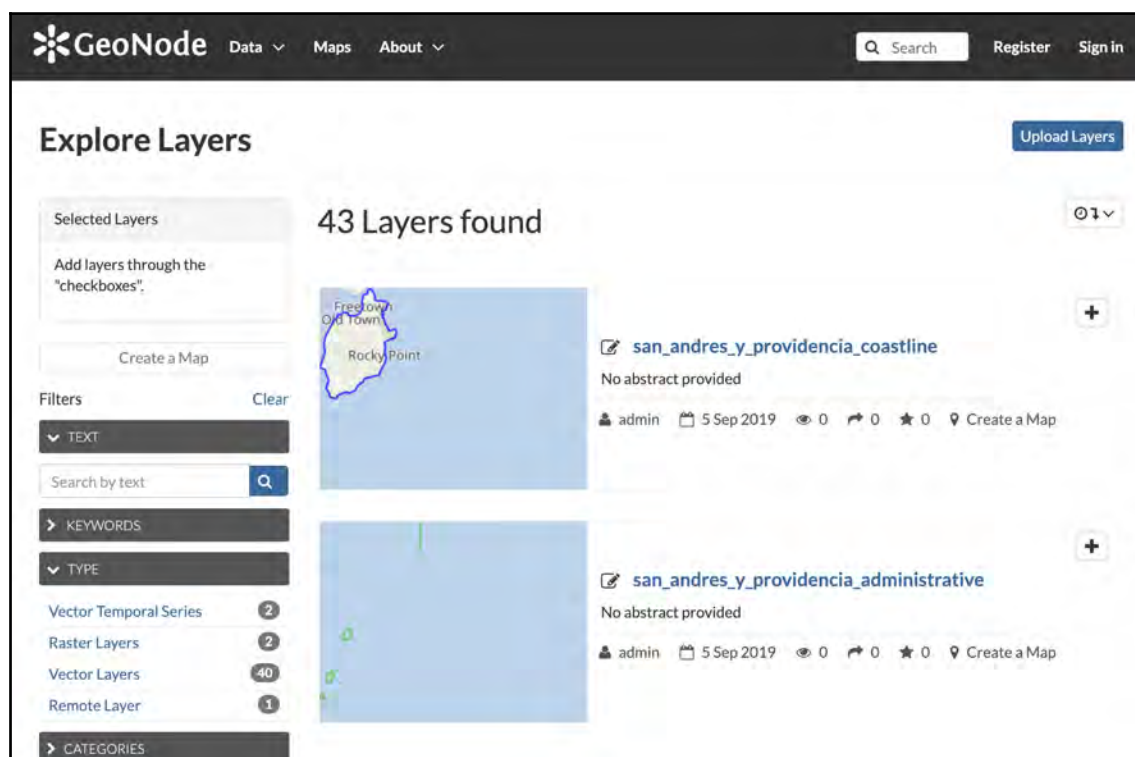 GeoNode Data Maps About Search Register Sign in
Explore Layers
Upload Layers
Selected Layers
Add layers through the
"checkboxes".
Create a Map
Filters Clear
TEXT
Search by text
KEYWORDS
TYPE
Vector Temporal Series 2
Raster Layers 2
Vector Layers 40
Remote Layer 1
CATEGORIES
43 Layers found
Freetown
Old Town
Rocky Point
san_andres_y_providencia_coastline
No abstract provided
admin 5 Sep 2019 0 0 0 Create a Map
san_andres_y_providencia_administrative
No abstract provided
admin 5 Sep 2019 0 0 0 Create a Map